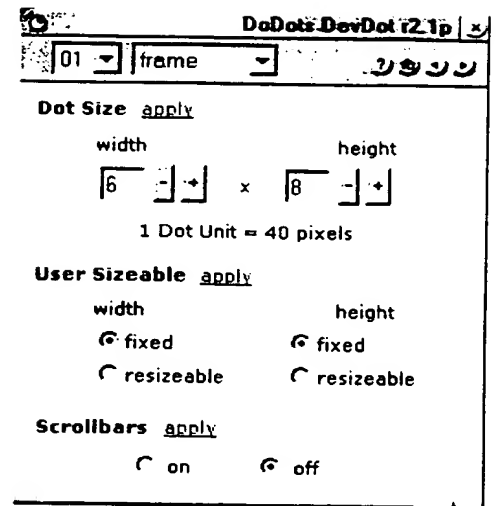 DoDots DevDot r2.1p x
01 frame ?
Dot Size apply
width height
6 - + x 8 - +
1 Dot Unit = 40 pixels
User Sizeable apply
width height
fixed fixed
resizeable resizeable
Scrollbars apply
on off